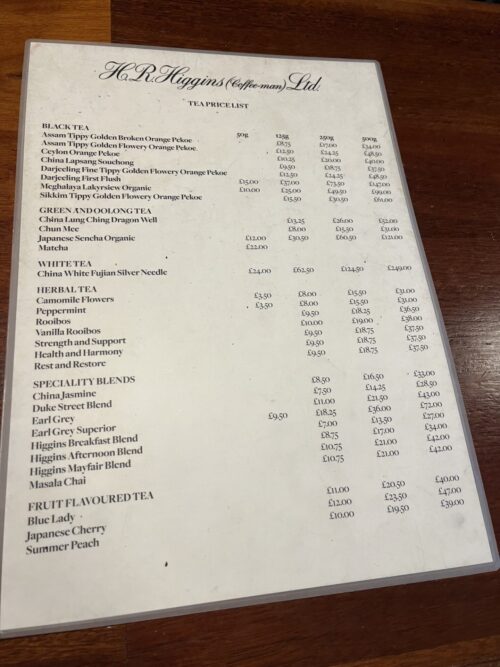 H.R. Higgins (Coffee-man) Ltd.
TEA PRICE LIST
BLACK TEA 50g 125g 250g 500g
Assam Tippy Golden Broken Orange Pekoe £8.75 £17.00 £34.00
Assam Tippy Golden Flowery Orange Pekoe £12.50 £24.25 £48.50
Ceylon Orange Pekoe £10.25 £20.00 £40.00
China Lapsang Souchong £9.50 £18.75 £37.50
Darjeeling Fine Tippy Golden Flowery Orange Pekoe £12.50 £24.25 £48.50
Darjeeling First Flush £15.00 £37.00 £73.50 £147.00
Meghalaya Lakyrsiew Organic £10.00 £25.00 £49.50 £99.00
Sikkim Tippy Golden Flowery Orange Pekoe £15.50 £30.50 £61.00
GREEN AND OOLONG TEA
China Lung Ching Dragon Well £13.25 £26.00 £52.00
Chun Mee £8.00 £15.50 £31.00
Japanese Sencha Organic £12.00 £30.50 £60.50 £121.00
Matcha £22.00
WHITE TEA
China White Fujian Silver Needle £24.00 £62.50 £124.50 £249.00
HERBAL TEA
Camomile Flowers £3.50 £8.00 £15.50 £31.00
Peppermint £3.50 £8.00 £15.50 £31.00
Rooibos £9.50 £18.25 £36.50
Vanilla Rooibos £10.00 £19.00 £38.00
Strength and Support £9.50 £18.75 £37.50
Health and Harmony £9.50 £18.75 £37.50
Rest and Restore £9.50 £18.75 £37.50
SPECIALITY BLENDS
China Jasmine £8.50 £16.50 £33.00
Duke Street Blend £7.50 £14.25 £28.50
Earl Grey £11.00 £21.50 £43.00
Earl Grey Superior £9.50 £18.25 £36.00 £72.00
Higgins Breakfast Blend £7.00 £13.50 £27.00
Higgins Afternoon Blend £8.75 £17.00 £34.00
Higgins Mayfair Blend £10.75 £21.00 £42.00
Masala Chai £10.75 £21.00 £42.00
FRUIT FLAVOURED TEA
Blue Lady £11.00 £20.50 £40.00
Japanese Cherry £12.00 £23.50 £47.00
Summer Peach £10.00 £19.50 £39.00